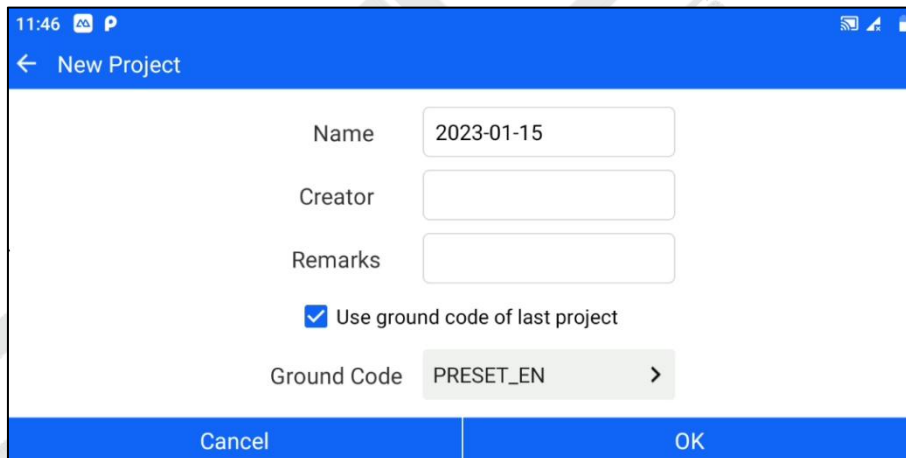 11:46
New Project
Name 2023-01-15
Creator
Remarks
Use ground code of last project
Ground Code PRESET_EN
Cancel OK